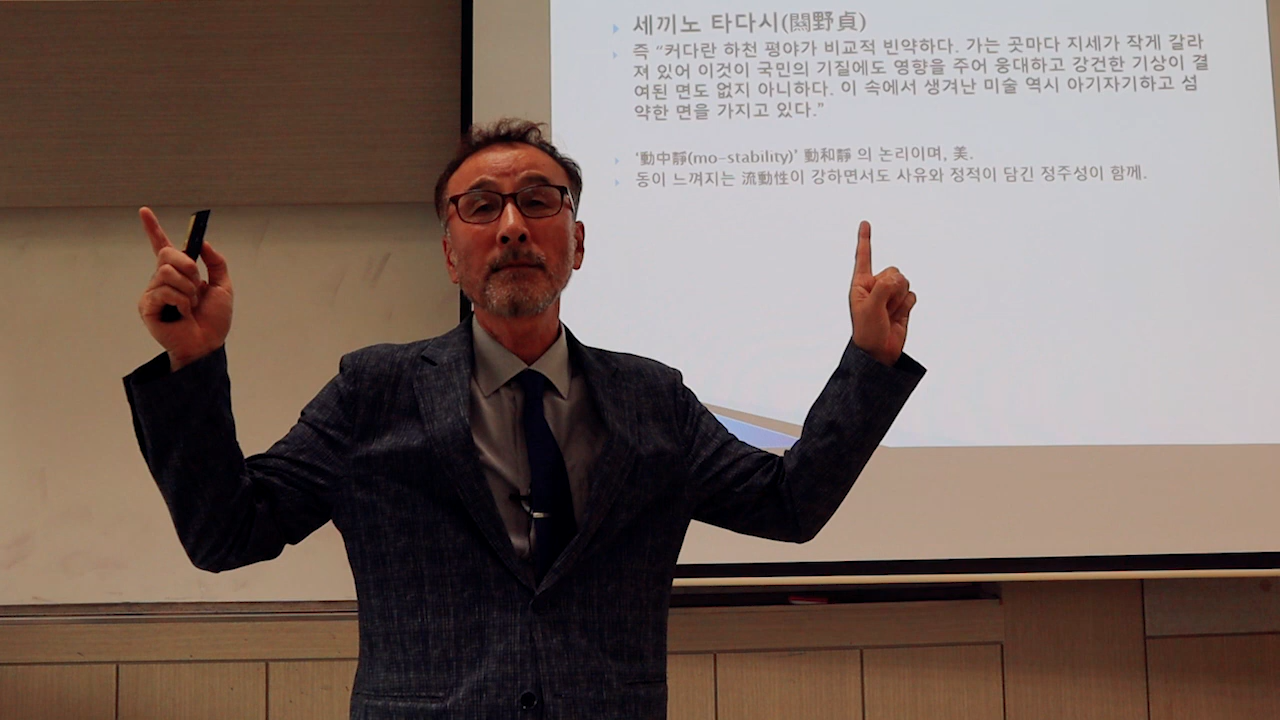 세끼노 타다시(關野貞)
즉 “커다란 하천 평야가 비교적 빈약하다. 가는 곳마다 지세가 작게 갈라
져 있어 이것이 국민의 기질에도 영향을 주어 웅대하고 강건한 기상이 결
여된 면도 없지 아니하다. 이 속에서 생겨난 미술 역시 아기자기하고 섬
약한 면을 가지고 있다.”
‘動中靜(mo-stability)’ 動和靜 의 논리이며, 美.
동이 느껴지는 流動性이 강하면서도 사유와 정적이 담긴 정주성이 함께.